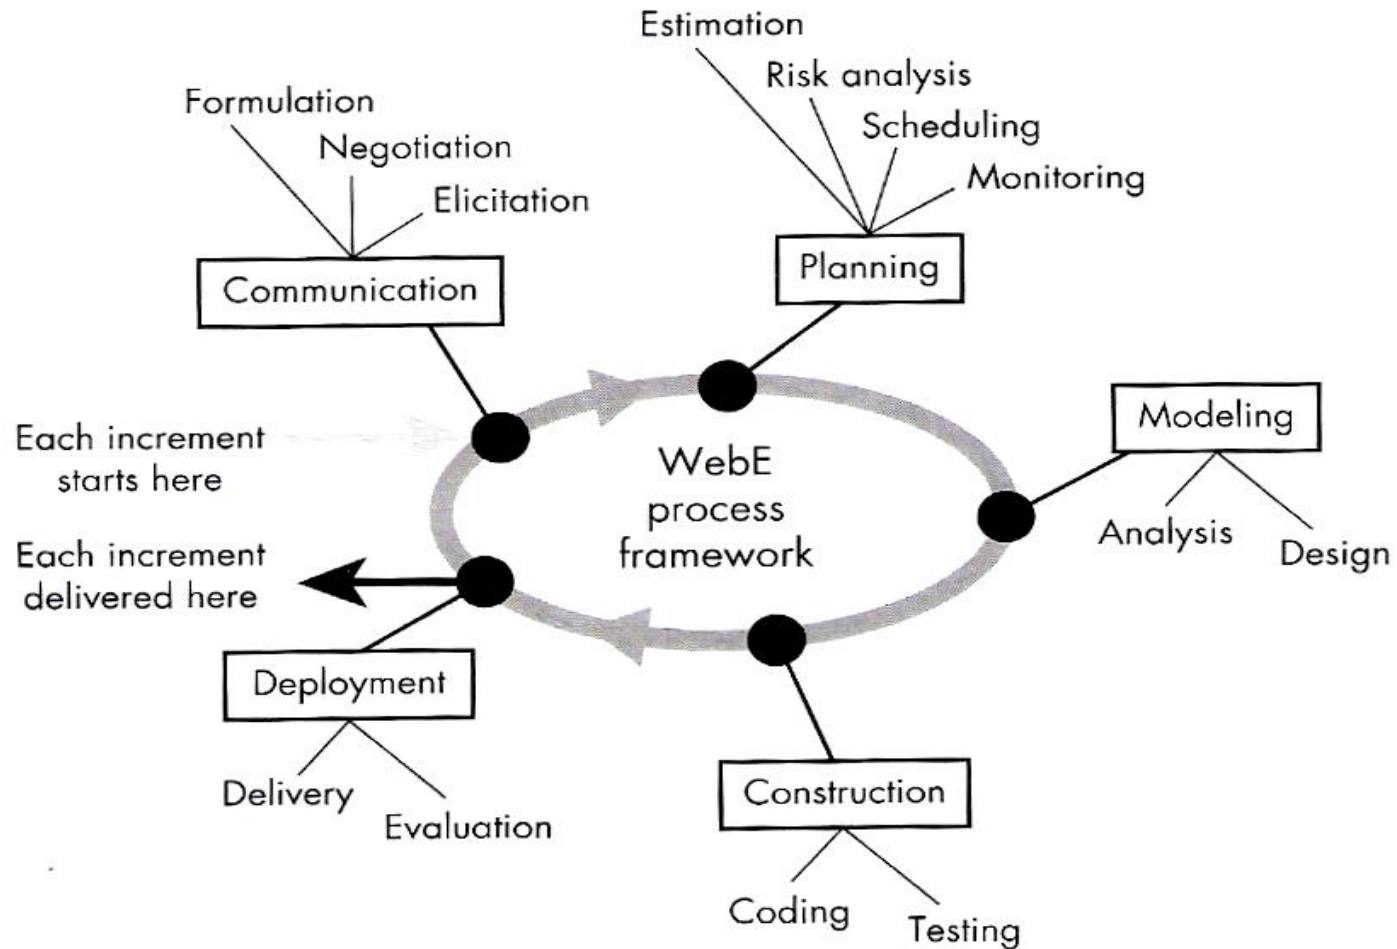 Estimation
Risk analysis
Scheduling
Monitoring
Planning
Formulation
Negotiation
Elicitation
Communication
Each increment
starts here
WebE
process
framework
Modeling
Analysis
Design
Each increment
delivered here
Deployment
Delivery
Evaluation
Construction
Coding
Testing